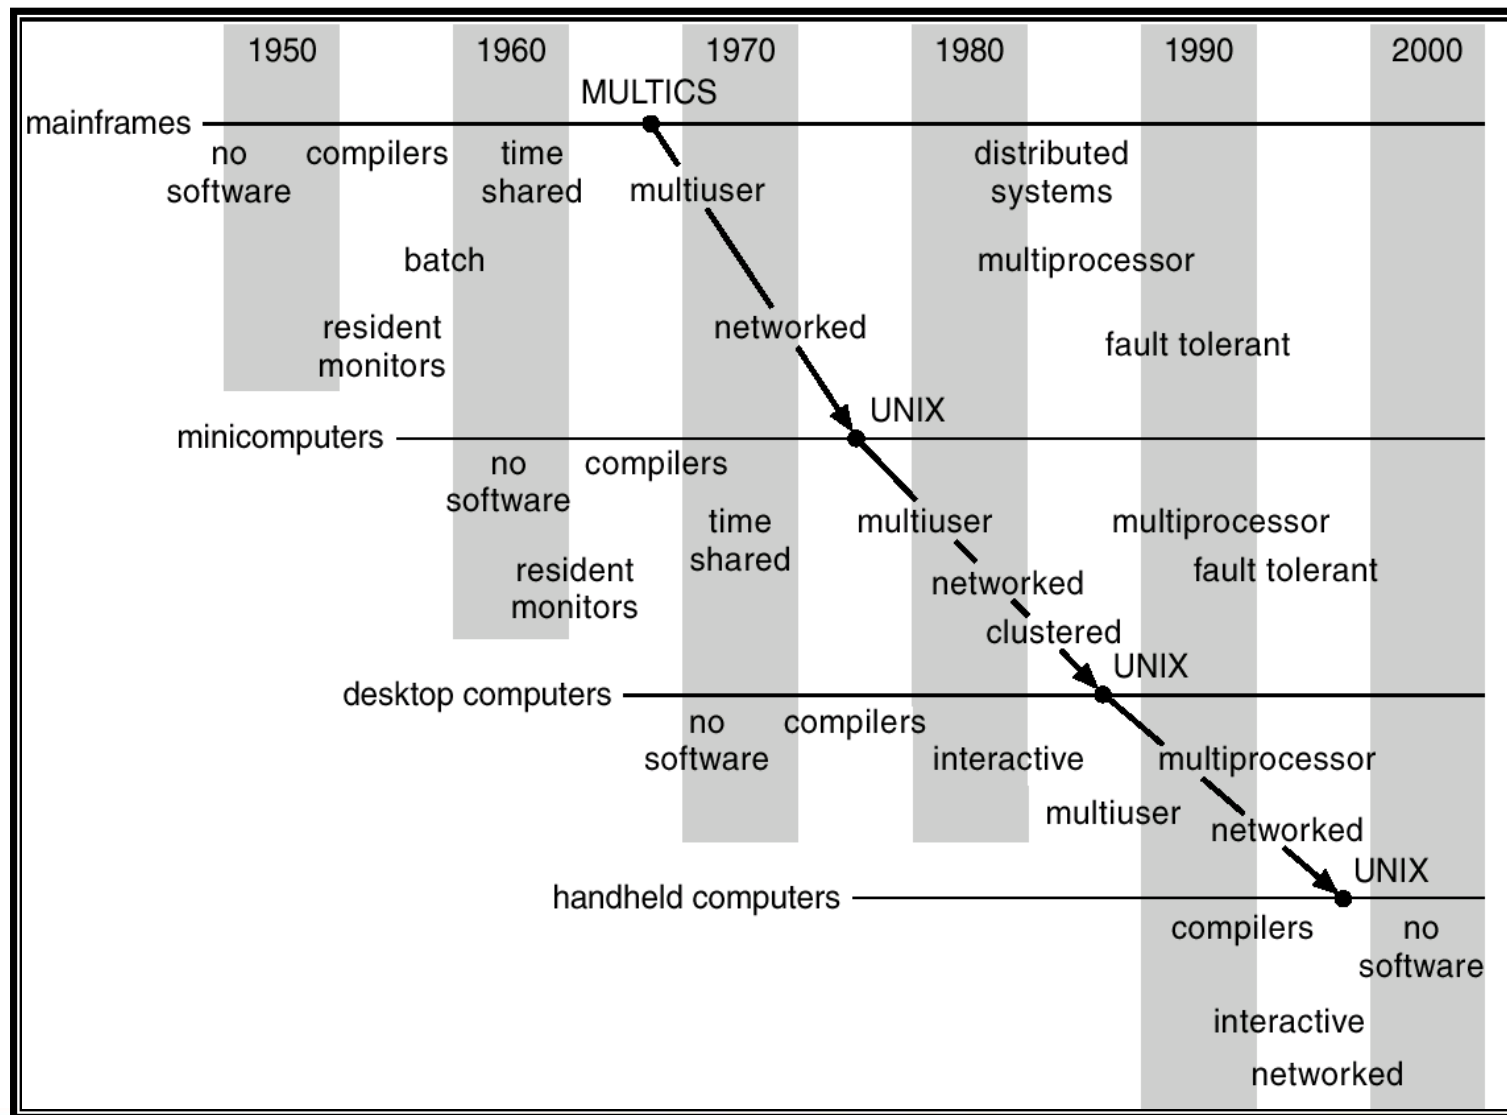 1950 1960 1970 1980 1990 2000
MULTICS
mainframes
no compilers time distributed
software shared multiuser systems
batch multiprocessor
resident networked fault tolerant
monitors
UNIX
minicomputers
no compilers
software
time multiuser multiprocessor
shared
resident networked fault tolerant
monitors
clustered
UNIX
desktop computers
no compilers
software interactive multiprocessor
multiuser networked
UNIX
handheld computers
compilers no
software
interactive
networked